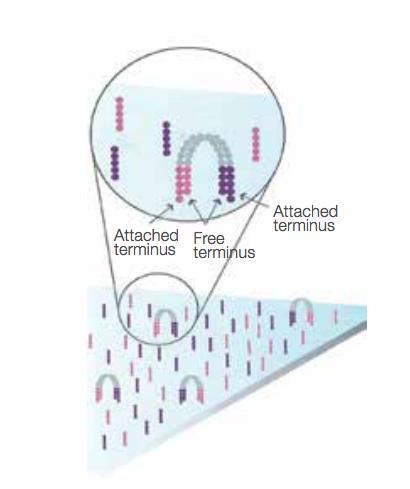 Attached
terminus
Free
terminus
Attached
terminus